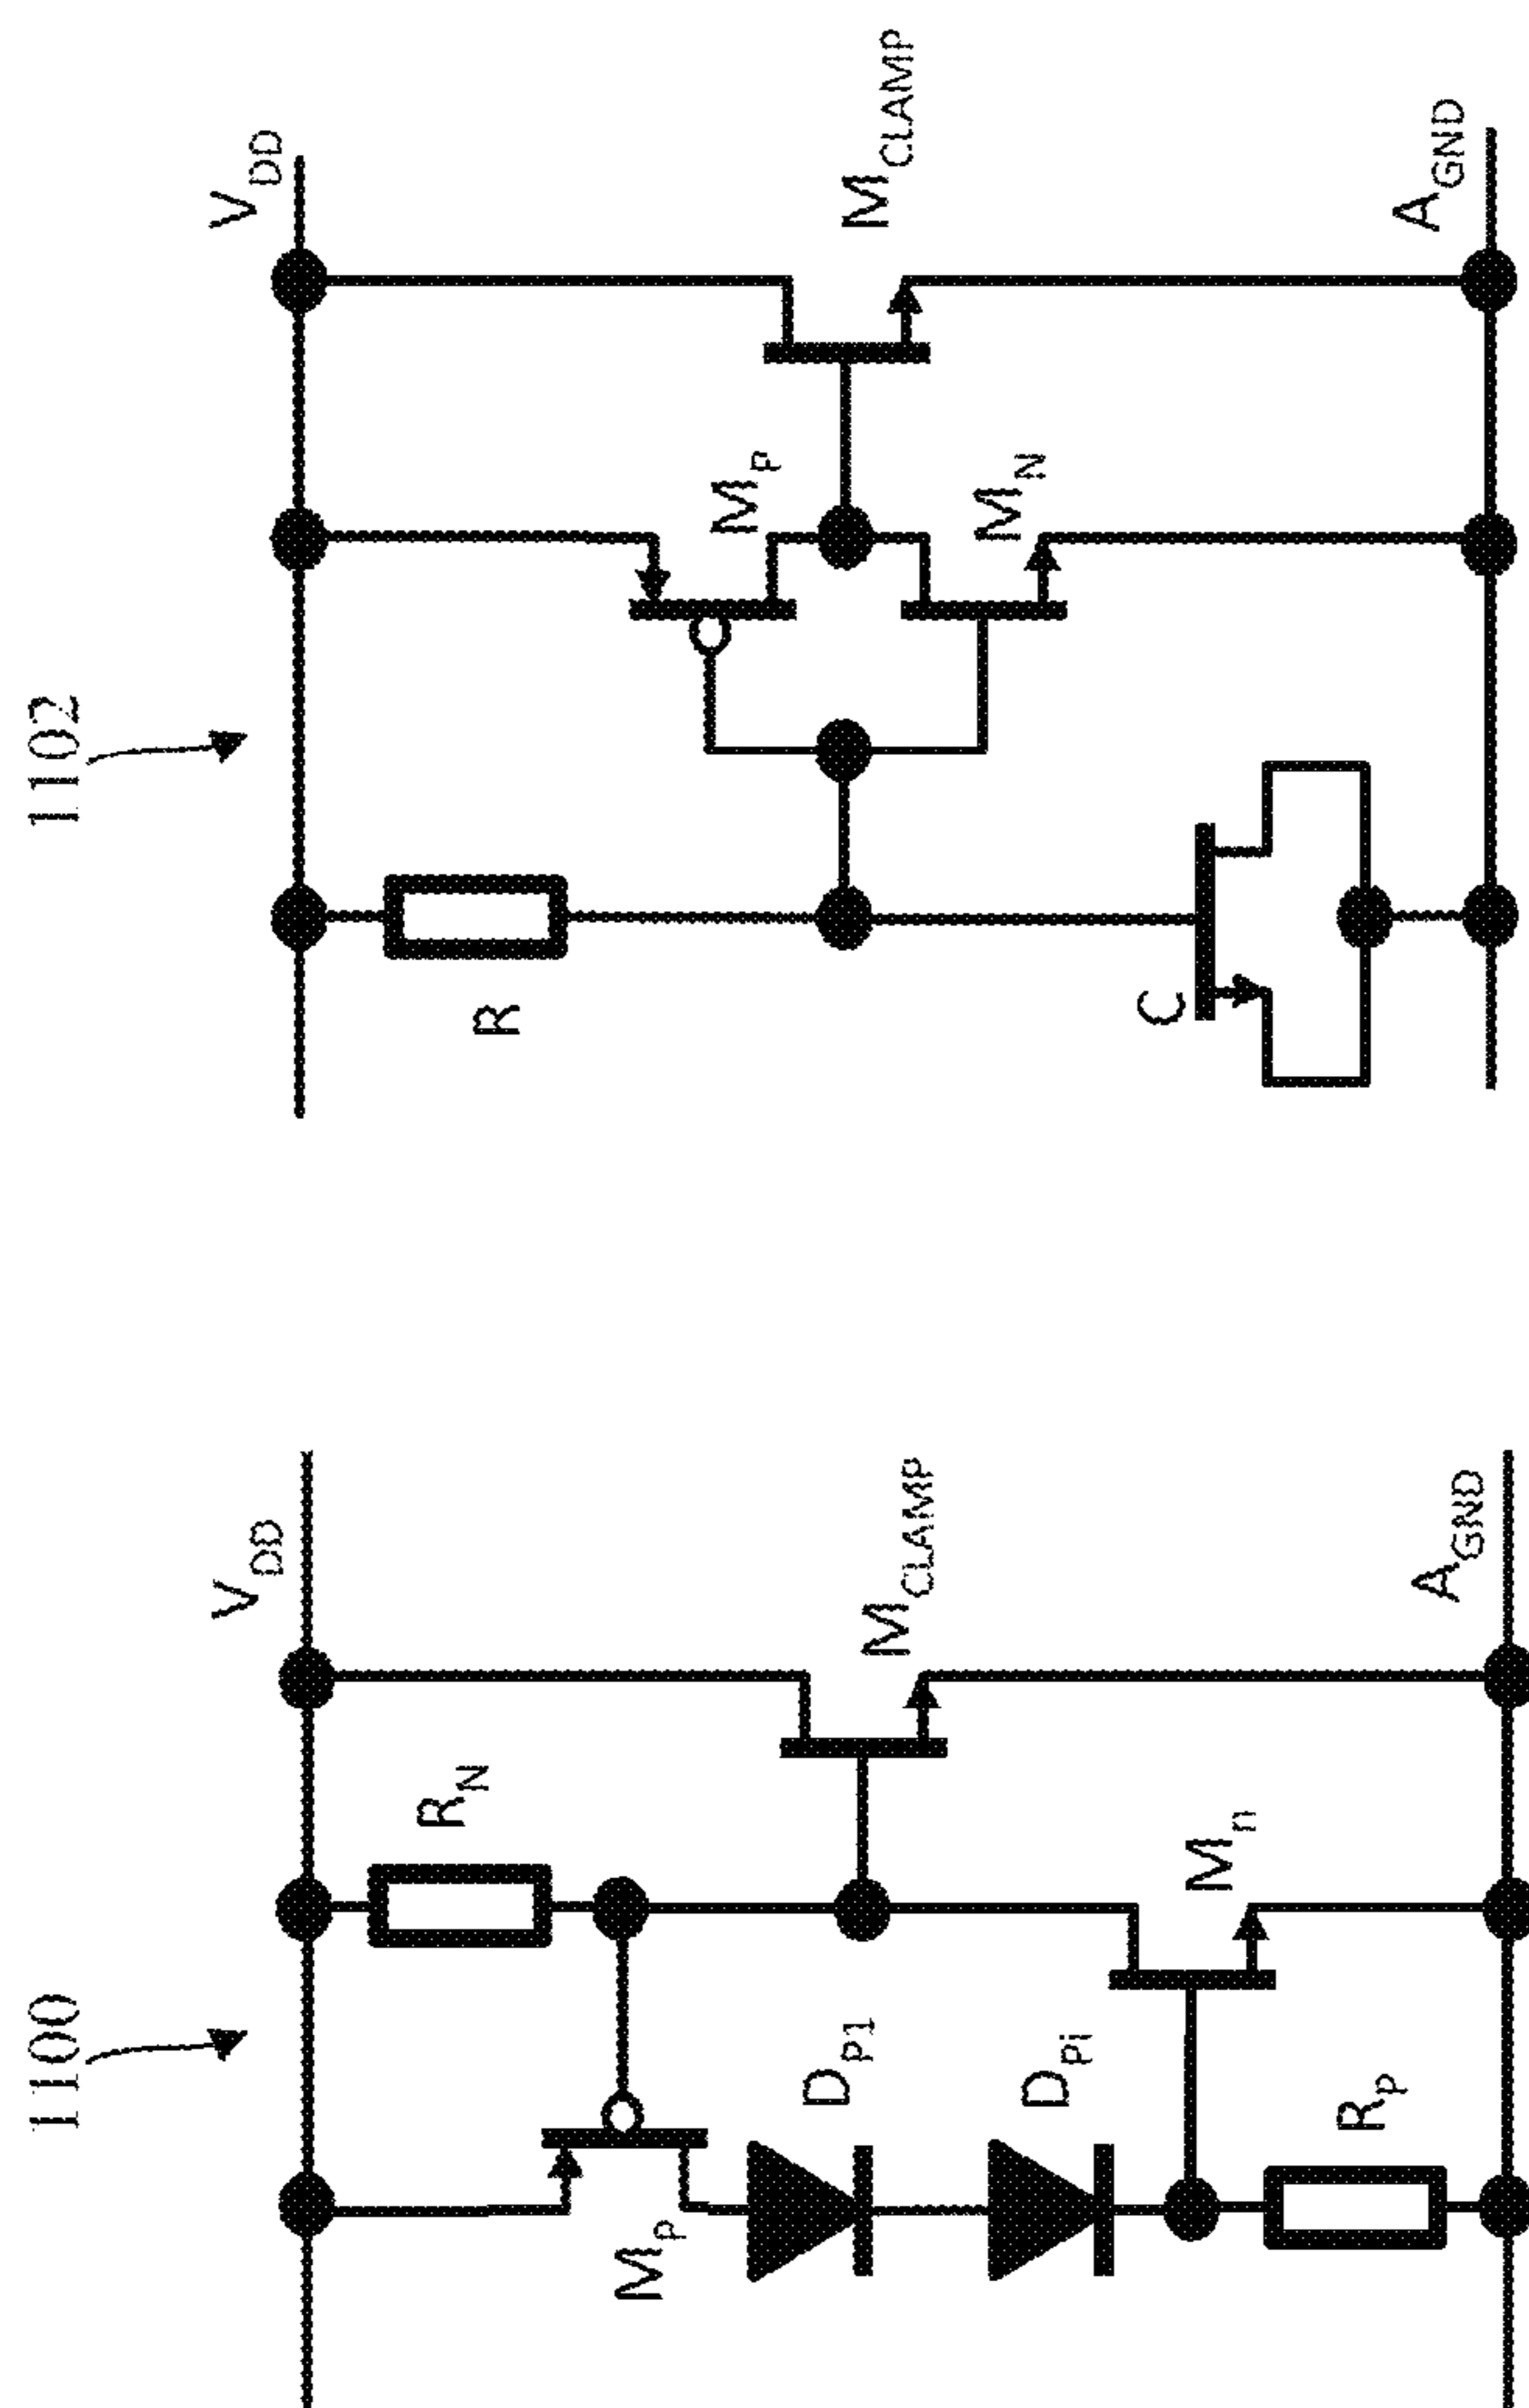 1100
V_DD
R_N
M_p
D_P1
M_CLAMP
D_Pi
M_n
R_p
A_GND
1102
V_DD
R
M_P
M_CLAMP
M_N
C
A_GND